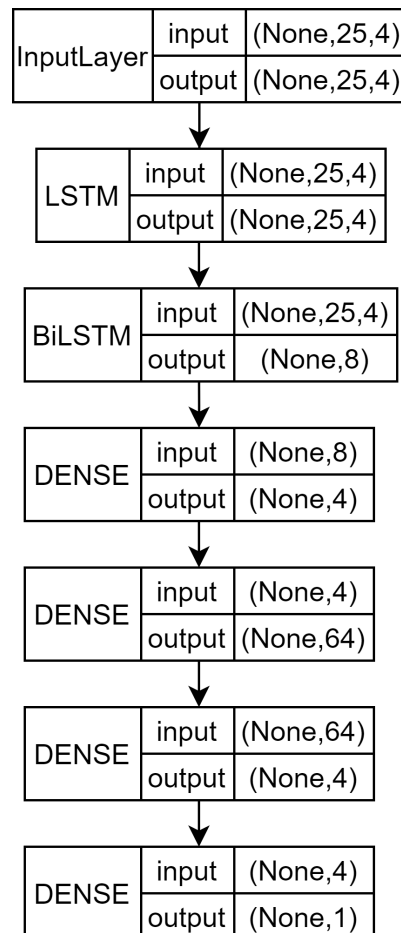 InputLayer
input (None,25,4)
output (None,25,4)
LSTM
input (None,25,4)
output (None,25,4)
BiLSTM
input (None,25,4)
output (None,8)
DENSE
input (None,8)
output (None,4)
DENSE
input (None,4)
output (None,64)
DENSE
input (None,64)
output (None,4)
DENSE
input (None,4)
output (None,1)